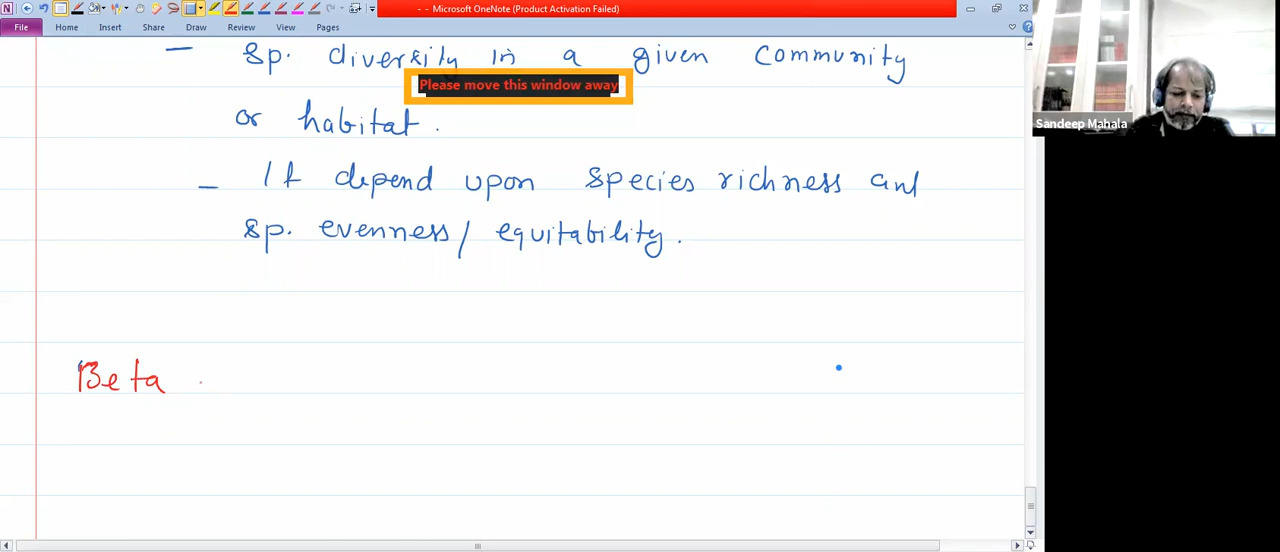 - - Microsoft OneNote (Product Activation Failed)
File Home Insert Share Draw Review View Pages
- sp. diversity in a given community
Please move this window away
or habitat.
- It depend upon species richness and
sp. evenness/ equitability.
Beta
Sandeep Mahala